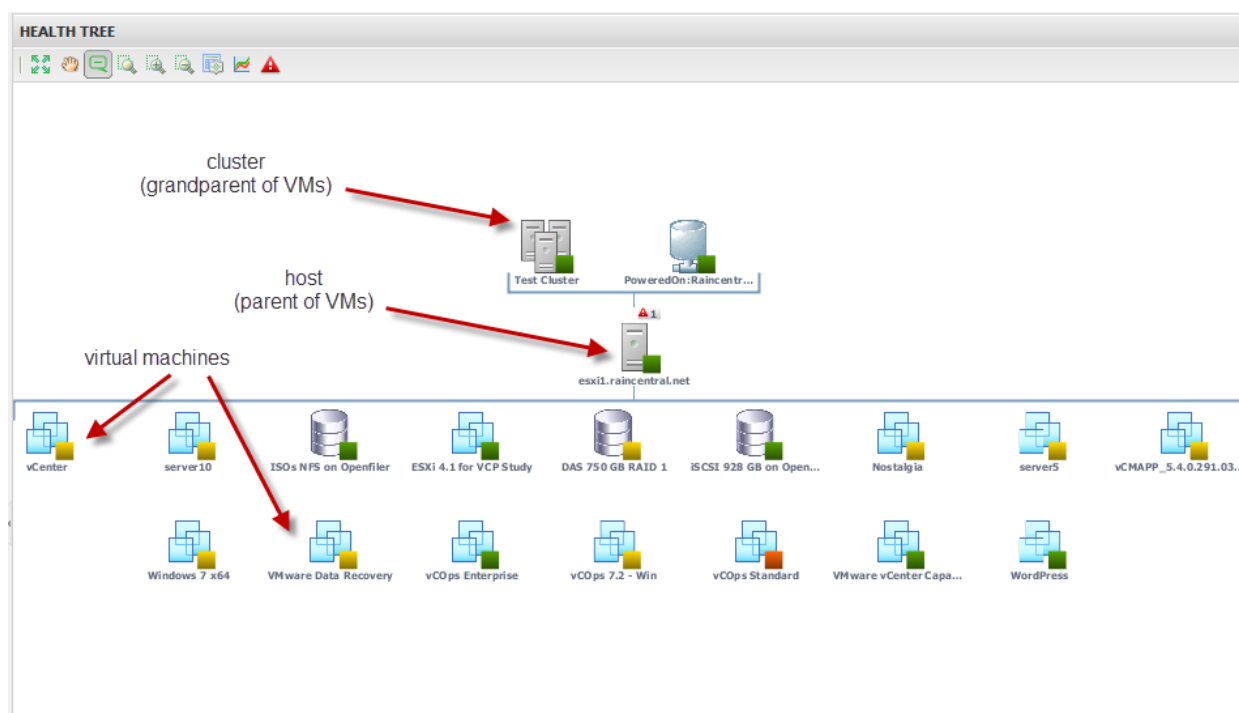 HEALTH TREE
cluster
(grandparent of VMs)
Test Cluster
PoweredOn:Raincentr...
host
(parent of VMs)
1
esxi1.raincentral.net
virtual machines
vCenter
server10
ISOs NFS on Openfiler
ESXi 4.1 for VCP Study
DAS 750 GB RAID 1
iSCSI 928 GB on Open...
Nostalgia
server5
vCMAPP_5.4.0.291.03..
Windows 7 x64
VMware Data Recovery
vCOps Enterprise
vCOps 7.2 - Win
vCOps Standard
VMware vCenter Capa...
WordPress